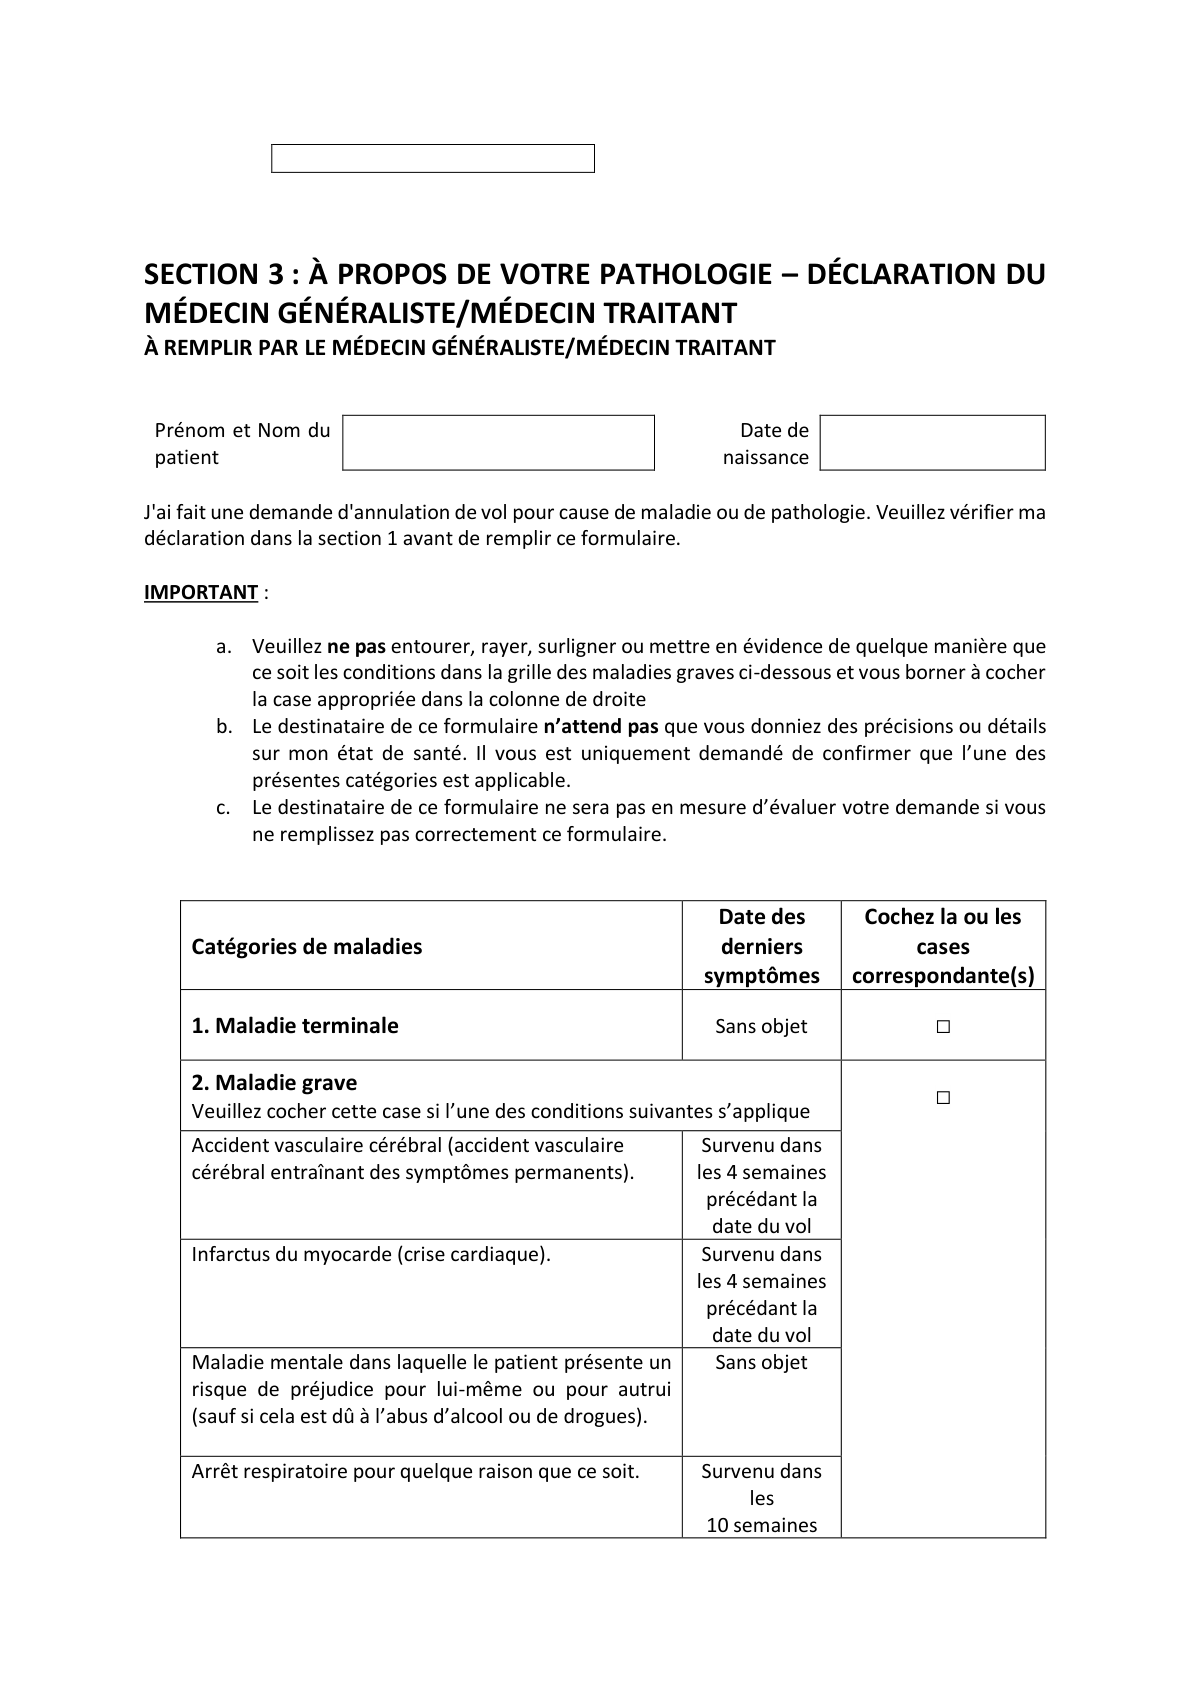 SECTION 3 : À PROPOS DE VOTRE PATHOLOGIE – DÉCLARATION DU
MÉDECIN GÉNÉRALISTE/MÉDECIN TRAITANT
À REMPLIR PAR LE MÉDECIN GÉNÉRALISTE/MÉDECIN TRAITANT
Prénom et Nom du
patient
Date de
naissance
J'ai fait une demande d'annulation de vol pour cause de maladie ou de pathologie. Veuillez vérifier ma
déclaration dans la section 1 avant de remplir ce formulaire.
IMPORTANT :
a. Veuillez ne pas entourer, rayer, surligner ou mettre en évidence de quelque manière que
ce soit les conditions dans la grille des maladies graves ci-dessous et vous borner à cocher
la case appropriée dans la colonne de droite
b. Le destinataire de ce formulaire n’attend pas que vous donniez des précisions ou détails
sur mon état de santé. Il vous est uniquement demandé de confirmer que l’une des
présentes catégories est applicable.
c. Le destinataire de ce formulaire ne sera pas en mesure d’évaluer votre demande si vous
ne remplissez pas correctement ce formulaire.
Catégories de maladies
Date des
derniers
symptômes
Cochez la ou les
cases
correspondante(s)
1. Maladie terminale
Sans objet
☐
2. Maladie grave
Veuillez cocher cette case si l’une des conditions suivantes s’applique
☐
Accident vasculaire cérébral (accident vasculaire
cérébral entraînant des symptômes permanents).
Survenu dans
les 4 semaines
précédant la
date du vol
Infarctus du myocarde (crise cardiaque).
Survenu dans
les 4 semaines
précédant la
date du vol
Maladie mentale dans laquelle le patient présente un
risque de préjudice pour lui-même ou pour autrui
(sauf si cela est dû à l’abus d’alcool ou de drogues).
Sans objet
Arrêt respiratoire pour quelque raison que ce soit.
Survenu dans
les
10 semaines